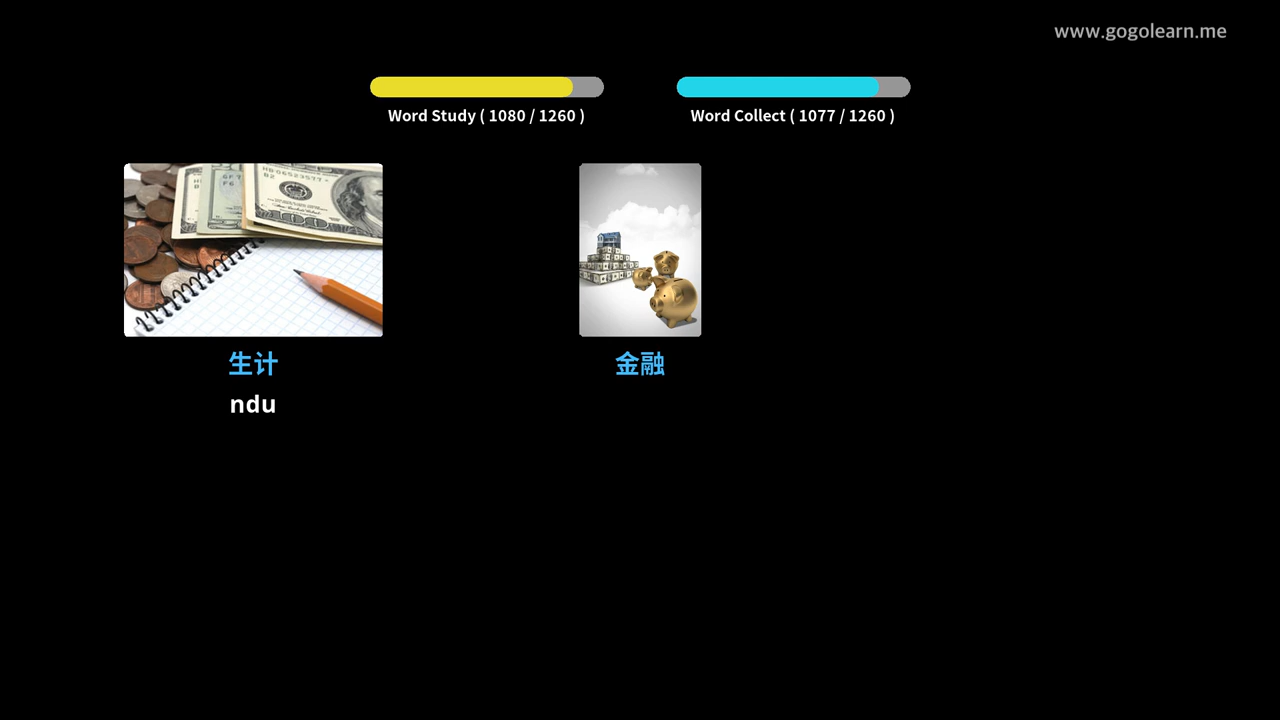 www.gogolearn.me
Word Study ( 1080 / 1260 )
Word Collect ( 1077 / 1260 )
生计
金融
ndu